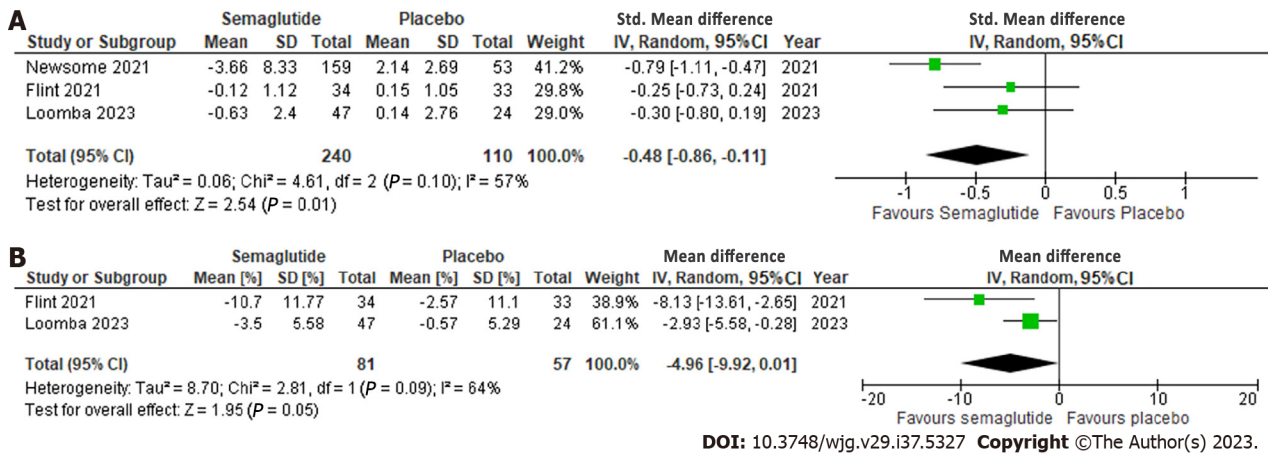 A
Semaglutide Placebo Std. Mean difference Std. Mean difference
Study or Subgroup Mean SD Total Mean SD Total Weight IV, Random, 95%CI Year IV, Random, 95%CI
Newsome 2021 -3.66 8.33 159 2.14 2.69 53 41.2% -0.79 [-1.11, -0.47] 2021
Flint 2021 -0.12 1.12 34 0.15 1.05 33 29.8% -0.25 [-0.73, 0.24] 2021
Loomba 2023 -0.63 2.4 47 0.14 2.76 24 29.0% -0.30 [-0.80, 0.19] 2023
Total (95% CI) 240 110 100.0% -0.48 [-0.86, -0.11]
Heterogeneity: Tau² = 0.06; Chi² = 4.61, df = 2 (P = 0.10); I² = 57%
Test for overall effect: Z = 2.54 (P = 0.01)
-1 -0.5 0 0.5 1
Favours Semaglutide Favours Placebo
B
Semaglutide Placebo Mean difference Mean difference
Study or Subgroup Mean [%] SD [%] Total Mean [%] SD [%] Total Weight IV, Random, 95%CI Year IV, Random, 95%CI
Flint 2021 -10.7 11.77 34 -2.57 11.1 33 38.9% -8.13 [-13.61, -2.65] 2021
Loomba 2023 -3.5 5.58 47 -0.57 5.29 24 61.1% -2.93 [-5.58, -0.28] 2023
Total (95% CI) 81 57 100.0% -4.96 [-9.92, 0.01]
Heterogeneity: Tau² = 8.70; Chi² = 2.81, df = 1 (P = 0.09); I² = 64%
Test for overall effect: Z = 1.95 (P = 0.05)
-20 -10 0 10 20
Favours semaglutide Favours placebo
DOI: 10.3748/wjg.v29.i37.5327 Copyright ©The Author(s) 2023.